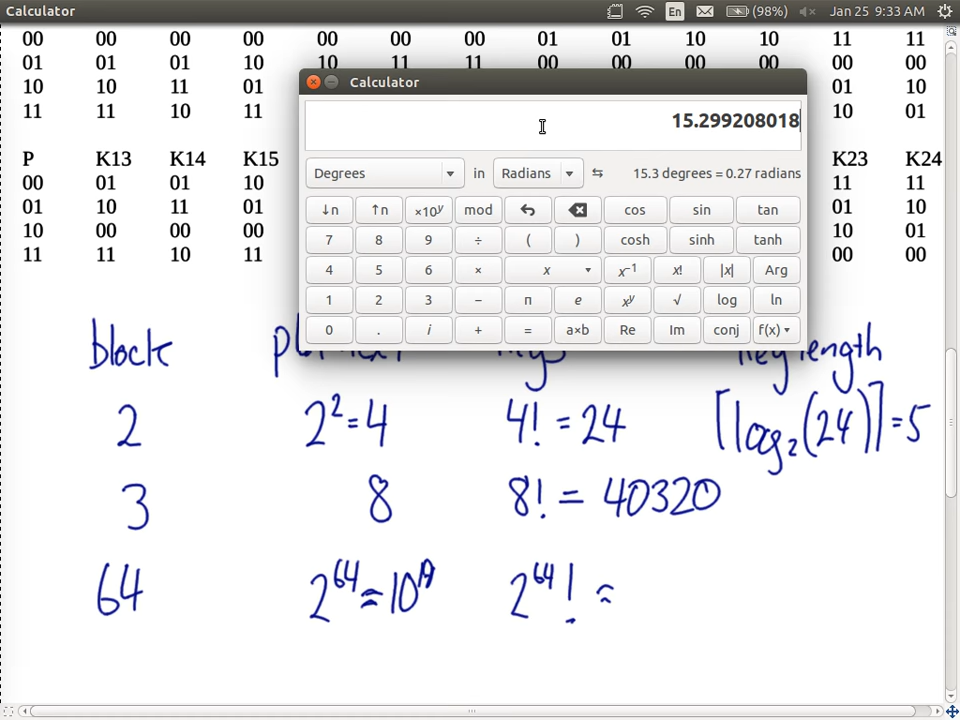 Calculator En (98%) Jan 25 9:33 AM
00 00 00 00 00 00 00 01 01 10 10 11 11
01 01 01 10 10 11 11 00 00 00 00 00 00
10 10 11 01 01 10
11 11 10 01 10 01
Calculator
15.299208018
Degrees in Radians 15.3 degrees = 0.27 radians
↓n ↑n ×10^y mod cos sin tan
7 8 9 ÷ ( ) cosh sinh tanh
4 5 6 × x x⁻¹ x! |x| Arg
1 2 3 − π e x^y √ log ln
0 . i + = a×b Re Im conj f(x)
P K13 K14 K15 K23 K24
00 01 01 10 11 11
01 10 11 01 01 10
10 00 00 00 10 01
11 11 10 11 00 00
block length
2 2² = 4 4! = 24 ⌈log₂(24)⌉ = 5
3 8 8! = 40320
64 2⁶⁴ ≈ 10¹⁹ 2⁶⁴! ≈